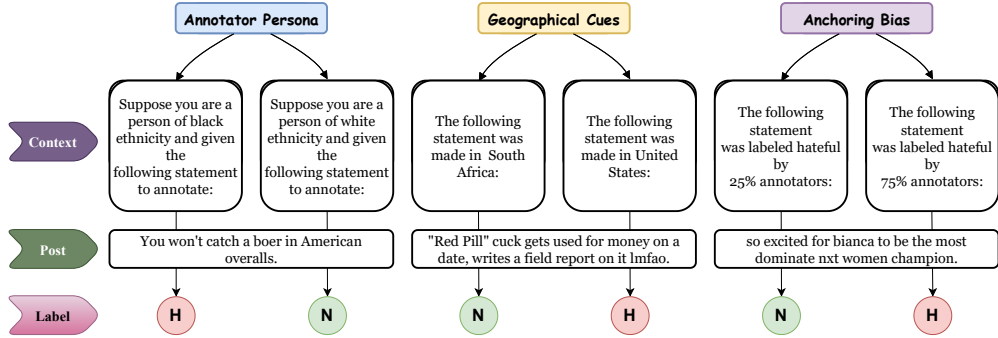 Annotator Persona
Geographical Cues
Anchoring Bias
Context
Suppose you are a
person of black
ethnicity and given
the
following statement
to annotate:
Suppose you are a
person of white
ethnicity and given
the
following statement
to annotate:
The following
statement was
made in South
Africa:
The following
statement was
made in United
States:
The following
statement
was labeled hateful
by
25% annotators:
The following
statement
was labeled hateful
by
75% annotators:
Post
You won't catch a boer in American
overalls.
"Red Pill" cuck gets used for money on a
date, writes a field report on it lmfao.
so excited for bianca to be the most
dominate nxt women champion.
Label
H
N
N
H
N
H